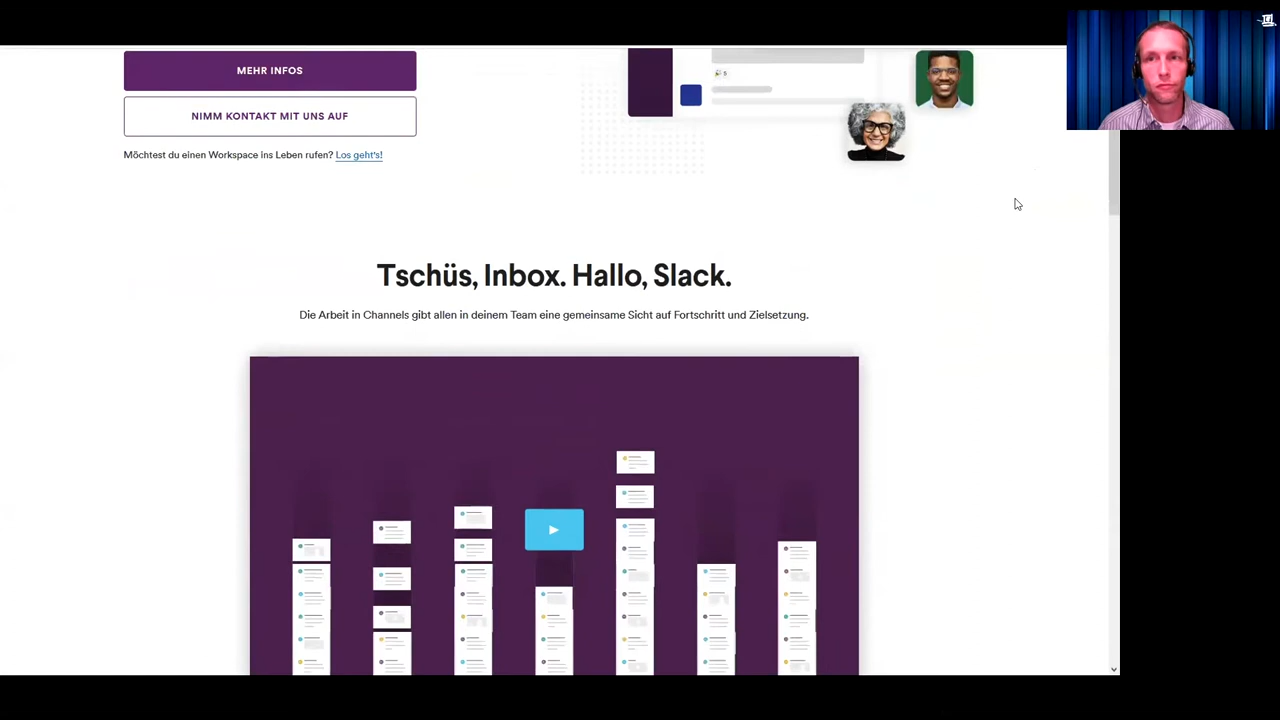 MEHR INFOS
NIMM KONTAKT MIT UNS AUF
Möchtest du einen Workspace ins Leben rufen? Los geht's!
Tschüs, Inbox. Hallo, Slack.
Die Arbeit in Channels gibt allen in deinem Team eine gemeinsame Sicht auf Fortschritt und Zielsetzung.